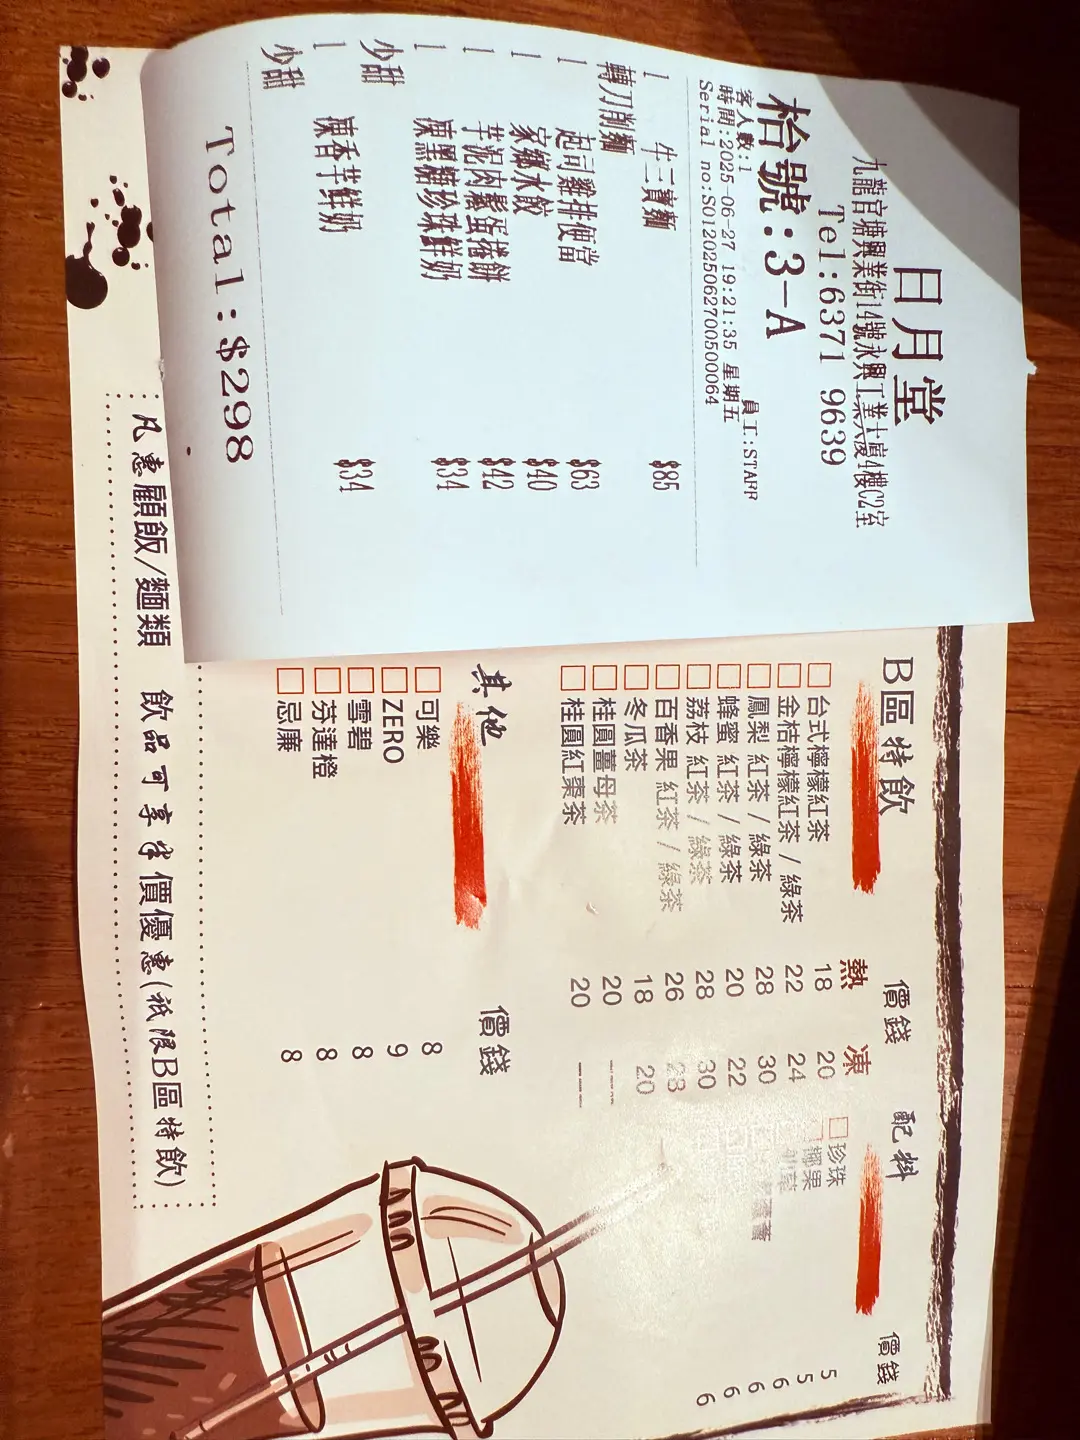 日月堂
九龍官塘興業街14號永興工業大廈4樓C2室
Tel:6371 9639
枱號:3-A
員工:STAFF
客人數:1
時間:2025-06-27 19:21:35 星期五
Serial no:S01202506270050064
1 牛三寶麵 $85
轉刀削麵
1 起司雞排便當 $63
1 家鄉水餃 $40
1 芋泥肉鬆蛋捲餅 $42
1 凍黑糖珍珠鮮奶 $34
少甜
1 凍香芋鮮奶 $34
少甜
Total:$298
B區特飲 價錢 配料 價錢
熱 凍
台式檸檬紅茶 18 20
金桔檸檬紅茶 / 綠茶 22 24
鳳梨 紅茶 / 綠茶 28 30
蜂蜜 紅茶 / 綠茶 20 22
荔枝 紅茶 / 綠茶 28 30
百香果 紅茶 / 綠茶 26 28
冬瓜茶 18 20
桂圓薑母茶 20 ---
桂圓紅棗茶 20 ---
珍珠 5
椰果 5
6
6
6
其他 價錢
可樂 8
ZERO 9
雪碧 8
芬達橙 8
忌廉 8
凡惠顧飯/麵類 飲品可享半價優惠(祇限B區特飲)